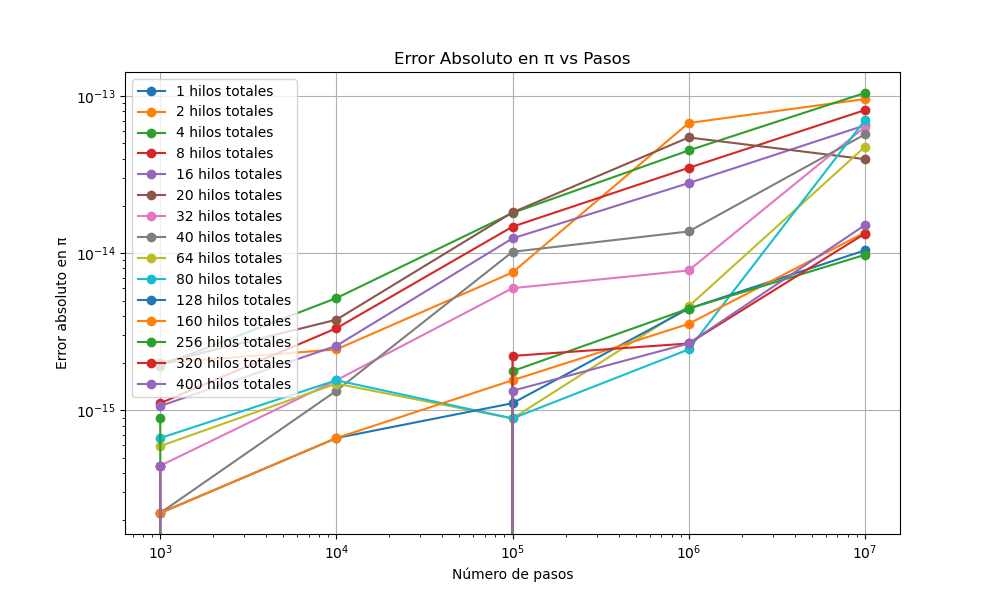 Error Absoluto en π vs Pasos
Error absoluto en π
10⁻¹³
10⁻¹⁴
10⁻¹⁵
1 hilos totales
2 hilos totales
4 hilos totales
8 hilos totales
16 hilos totales
20 hilos totales
32 hilos totales
40 hilos totales
64 hilos totales
80 hilos totales
128 hilos totales
160 hilos totales
256 hilos totales
320 hilos totales
400 hilos totales
10³ 10⁴ 10⁵ 10⁶ 10⁷
Número de pasos